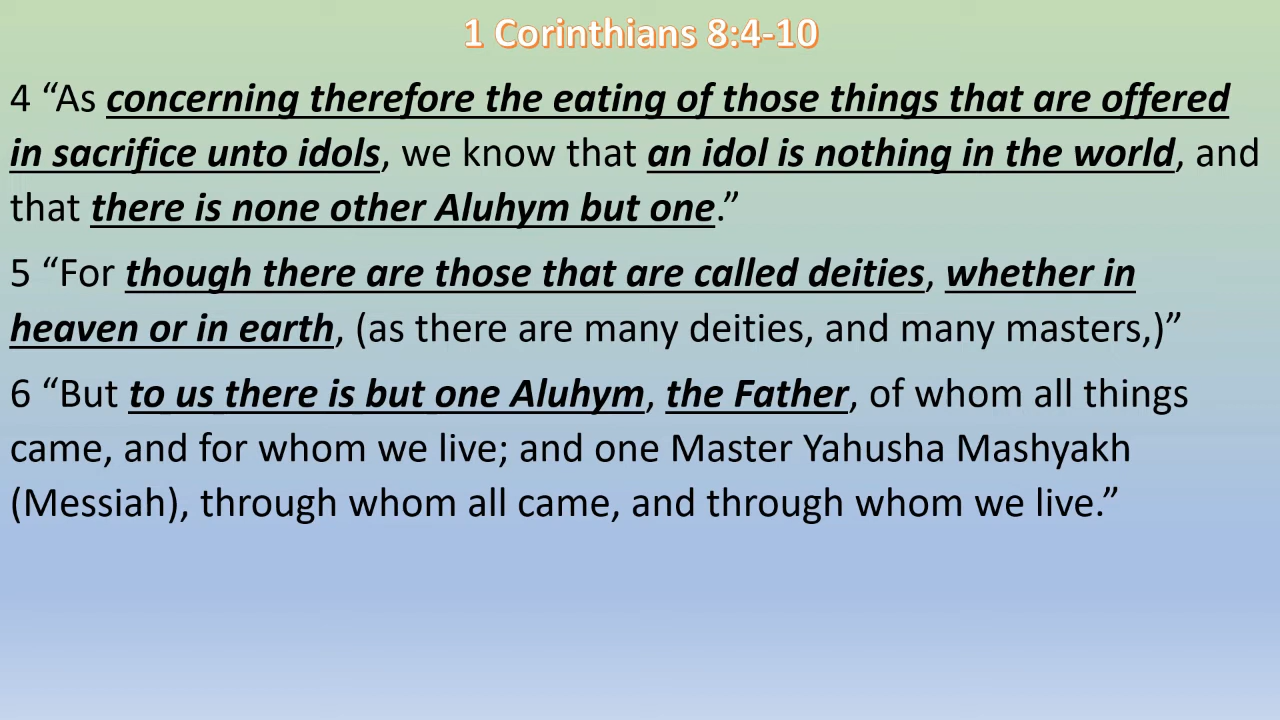 1 Corinthians 8:4-10
4 “As concerning therefore the eating of those things that are offered
in sacrifice unto idols, we know that an idol is nothing in the world, and
that there is none other Aluhym but one.”
5 “For though there are those that are called deities, whether in
heaven or in earth, (as there are many deities, and many masters,)”
6 “But to us there is but one Aluhym, the Father, of whom all things
came, and for whom we live; and one Master Yahusha Mashyakh
(Messiah), through whom all came, and through whom we live.”